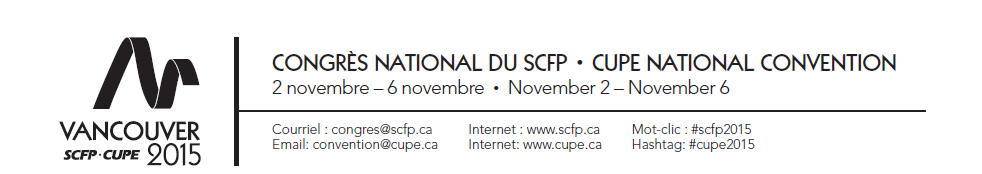 VANCOUVER
SCFP·CUPE 2015
CONGRÈS NATIONAL DU SCFP • CUPE NATIONAL CONVENTION
2 novembre – 6 novembre • November 2 – November 6
Courriel : congres@scfp.ca Internet : www.scfp.ca Mot-clic : #scfp2015
Email: convention@cupe.ca Internet: www.cupe.ca Hashtag: #cupe2015